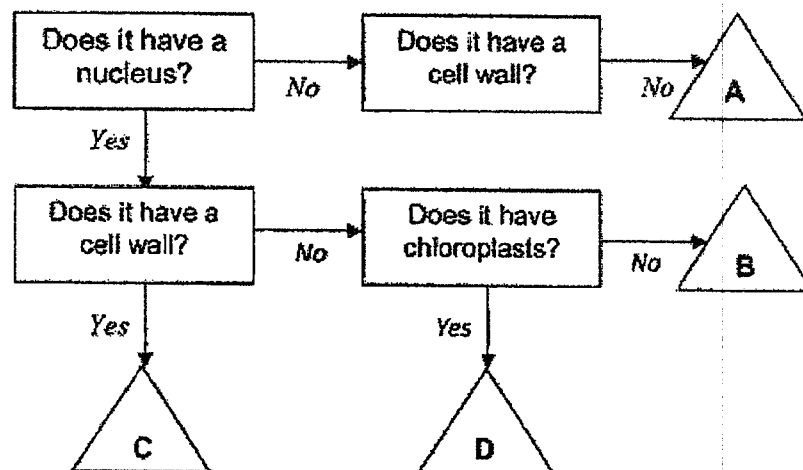 Does it have a
nucleus?
No
Does it have a
cell wall?
No
A
Yes
Does it have a
cell wall?
No
Does it have
chloroplasts?
No
B
Yes
Yes
C
D